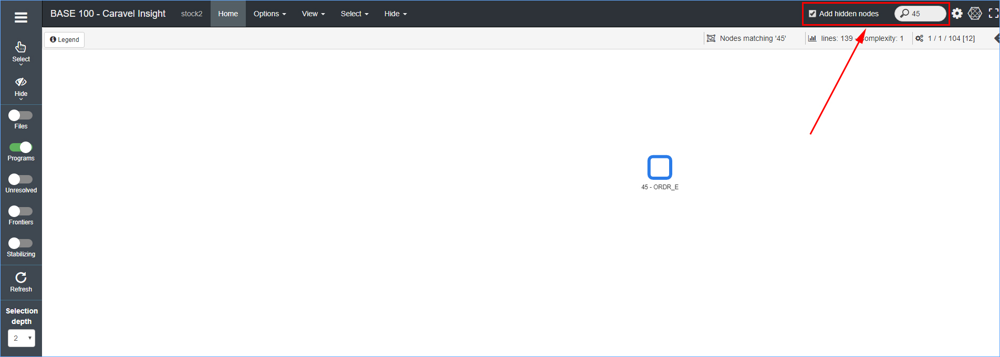 BASE 100 - Caravel Insight stock2 Home Options View Select Hide Add hidden nodes 45
Legend Nodes matching '45' lines: 139 - complexity: 1 1 / 1 / 104 [12]
Select
Hide
Files
Programs
Unresolved
Frontiers
Stabilizing
Refresh
Selection
depth
2
45 - ORDR_E